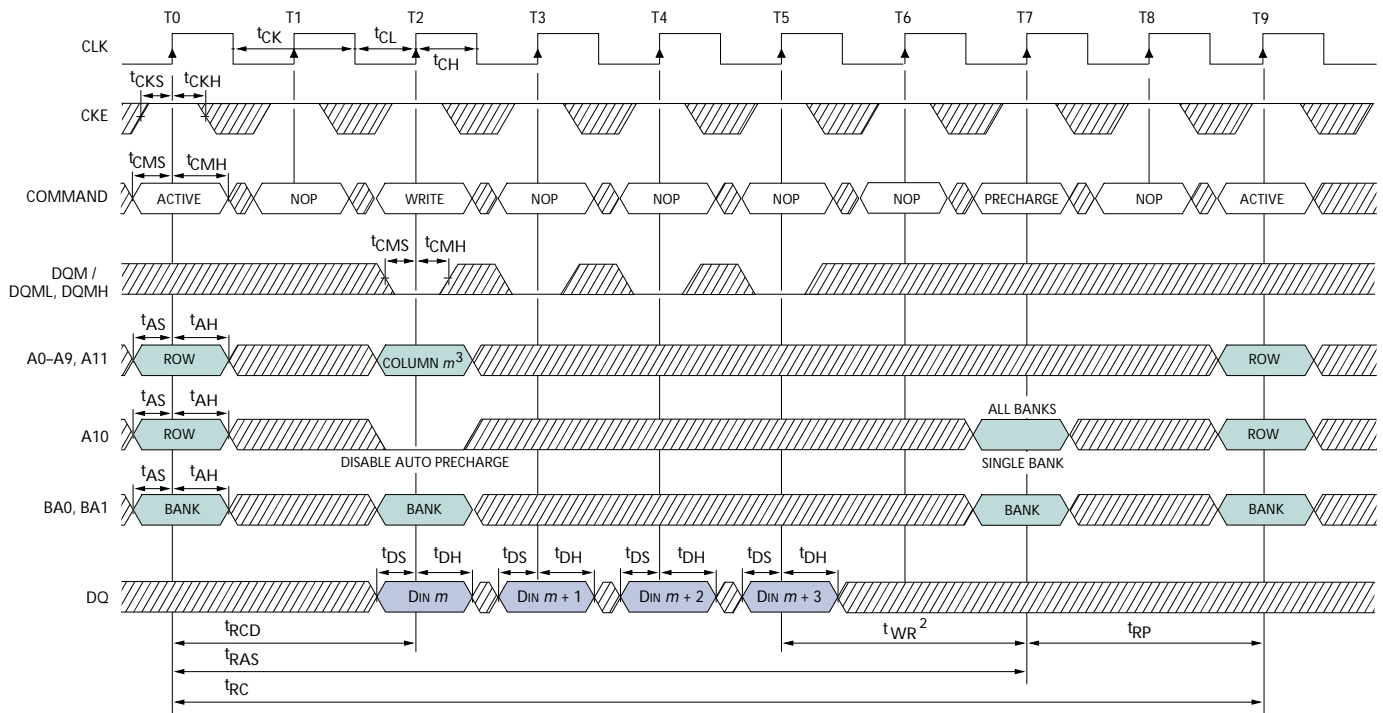 T0 T1 T2 T3 T4 T5 T6 T7 T8 T9
CLK tCK tCL tCH
tCKS tCKH
CKE
tCMS tCMH
COMMAND ACTIVE NOP WRITE NOP NOP NOP NOP PRECHARGE NOP ACTIVE
tCMS tCMH
DQM /
DQML, DQMH
tAS tAH
A0–A9, A11 ROW COLUMN m3 ROW
tAS tAH ALL BANKS
A10 ROW ROW
DISABLE AUTO PRECHARGE SINGLE BANK
tAS tAH
BA0, BA1 BANK BANK BANK BANK
tDS tDH tDS tDH tDS tDH tDS tDH
DQ DIN m DIN m + 1 DIN m + 2 DIN m + 3
tRCD tWR2 tRP
tRAS
tRC